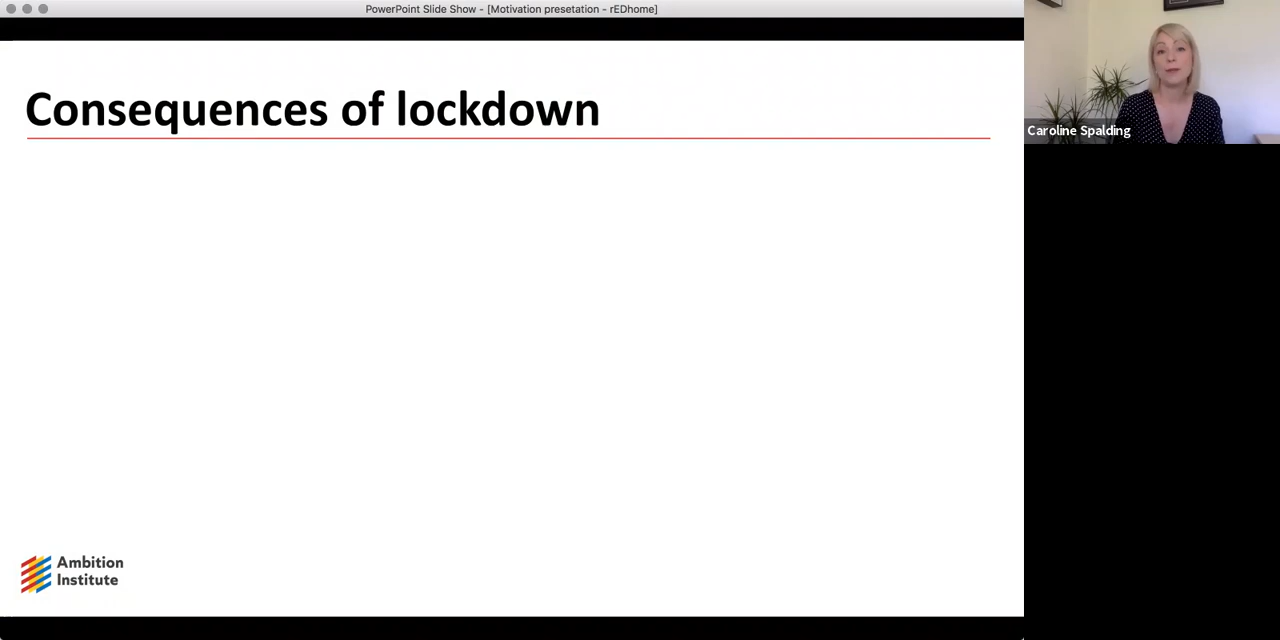 PowerPoint Slide Show - [Motivation presetation - rEDhome]
Consequences of lockdown
Caroline Spalding
Ambition
Institute